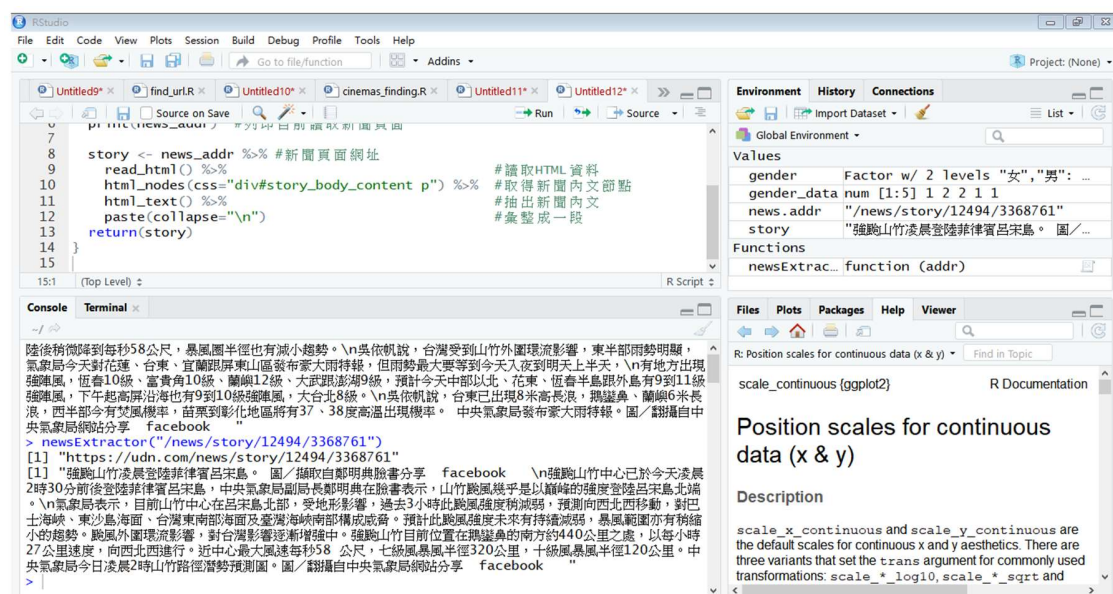 RStudio
File Edit Code View Plots Session Build Debug Profile Tools Help
Go to file/function Addins Project: (None)
Untitled9* find_url.R Untitled10* cinemas_finding.R Untitled11* Untitled12*
Source on Save Run Source
6 print(news_addr) #列印目前讀取新聞頁面
7
8 story <- news_addr %>% #新聞頁面網址
9 read_html() %>% #讀取HTML資料
10 html_nodes(css="div#story_body_content p") %>% #取得新聞內文節點
11 html_text() %>% #抽出新聞內文
12 paste(collapse="\n") #彙整成一段
13 return(story)
14 }
15
15:1 (Top Level) R Script
Console Terminal
~/
陸後稍微降到每秒58公尺，暴風圈半徑也有減小趨勢。\n吳依帆說，台灣受到山竹外圍環流影響，東半部雨勢明顯，
氣象局今天對花蓮、台東、宜蘭跟屏東山區發布豪大雨特報，但雨勢最大要等到今天入夜到明天上半天，\n有地方出現
強陣風，恆春10級、富貴角10級、蘭嶼12級、大武跟澎湖9級，預計今天中部以北、花東、恆春半島跟外島有9到11級
強陣風，下午起高屏沿海也有9到10級強陣風，大台北8級。\n吳依帆說，台東已出現8米高長浪，鵝鑾鼻、蘭嶼6米長
浪，西半部今有焚風機率，苗栗到彰化地區將有37、38度高溫出現機率。 中央氣象局發布豪大雨特報。圖／翻攝自中
央氣象局網站分享 facebook "
> newsExtractor("/news/story/12494/3368761")
[1] "https://udn.com/news/story/12494/3368761"
[1] "強颱山竹凌晨登陸菲律賓呂宋島。 圖／擷取自鄭明典臉書分享 facebook \n強颱山竹中心已於今天凌晨
2時30分前後登陸菲律賓呂宋島，中央氣象局副局長鄭明典在臉書表示，山竹颱風幾乎是以巔峰的強度登陸呂宋島北端
。\n氣象局表示，目前山竹中心在呂宋島北部，受地形影響，過去3小時此颱風強度稍減弱，預測向西北西移動，對巴
士海峽、東沙島海面、台灣東南部海面及臺灣海峽南部構成威脅。預計此颱風強度未來有持續減弱，暴風範圍亦有稍縮
小的趨勢。颱風外圍環流影響，對台灣影響逐漸增強中。強颱山竹目前位置在鵝鑾鼻的南方約440公里之處，以每小時
27公里速度，向西北西進行。近中心最大風速每秒58 公尺，七級風暴風半徑320公里，十級風暴風半徑120公里。中
央氣象局今日凌晨2時山竹路徑潛勢預測圖。圖／翻攝自中央氣象局網站分享 facebook "
>
Environment History Connections
Import Dataset List
Global Environment
Values
gender Factor w/ 2 levels "女","男": …
gender_data num [1:5] 1 2 2 1 1
news.addr "/news/story/12494/3368761"
story "強颱山竹凌晨登陸菲律賓呂宋島。 圖／…
Functions
newsExtrac… function (addr)
Files Plots Packages Help Viewer
R: Position scales for continuous data (x & y) Find in Topic
scale_continuous {ggplot2} R Documentation
Position scales for continuous
data (x & y)
Description
scale_x_continuous and scale_y_continuous are
the default scales for continuous x and y aesthetics. There are
three variants that set the trans argument for commonly used
transformations: scale_*_log10, scale_*_sqrt and